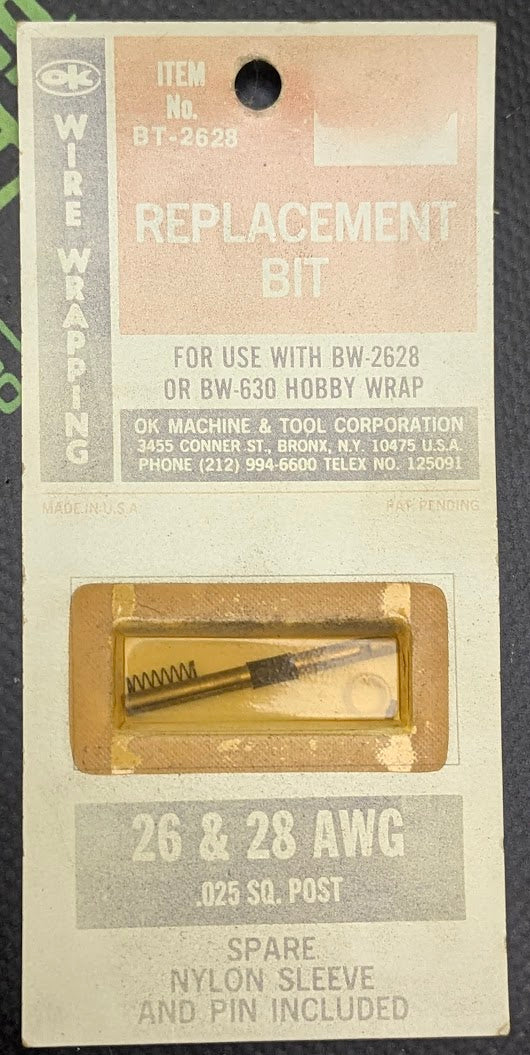 OK
WIRE WRAPPING
ITEM
No.
BT-2628
REPLACEMENT
BIT
FOR USE WITH BW-2628
OR BW-630 HOBBY WRAP
OK MACHINE & TOOL CORPORATION
3455 CONNER ST., BRONX, N.Y. 10475 U.S.A.
PHONE (212) 994-6600 TELEX NO. 125091
MADE IN U.S.A
PAT. PENDING
26 & 28 AWG
.025 SQ. POST
SPARE
NYLON SLEEVE
AND PIN INCLUDED